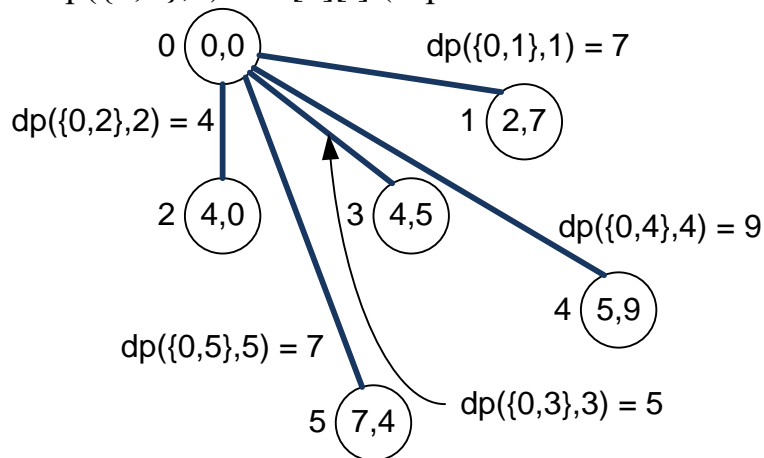 0 0,0
dp({0,1},1) = 7
dp({0,2},2) = 4
1 2,7
2 4,0
3 4,5
dp({0,4},4) = 9
4 5,9
dp({0,5},5) = 7
dp({0,3},3) = 5
5 7,4